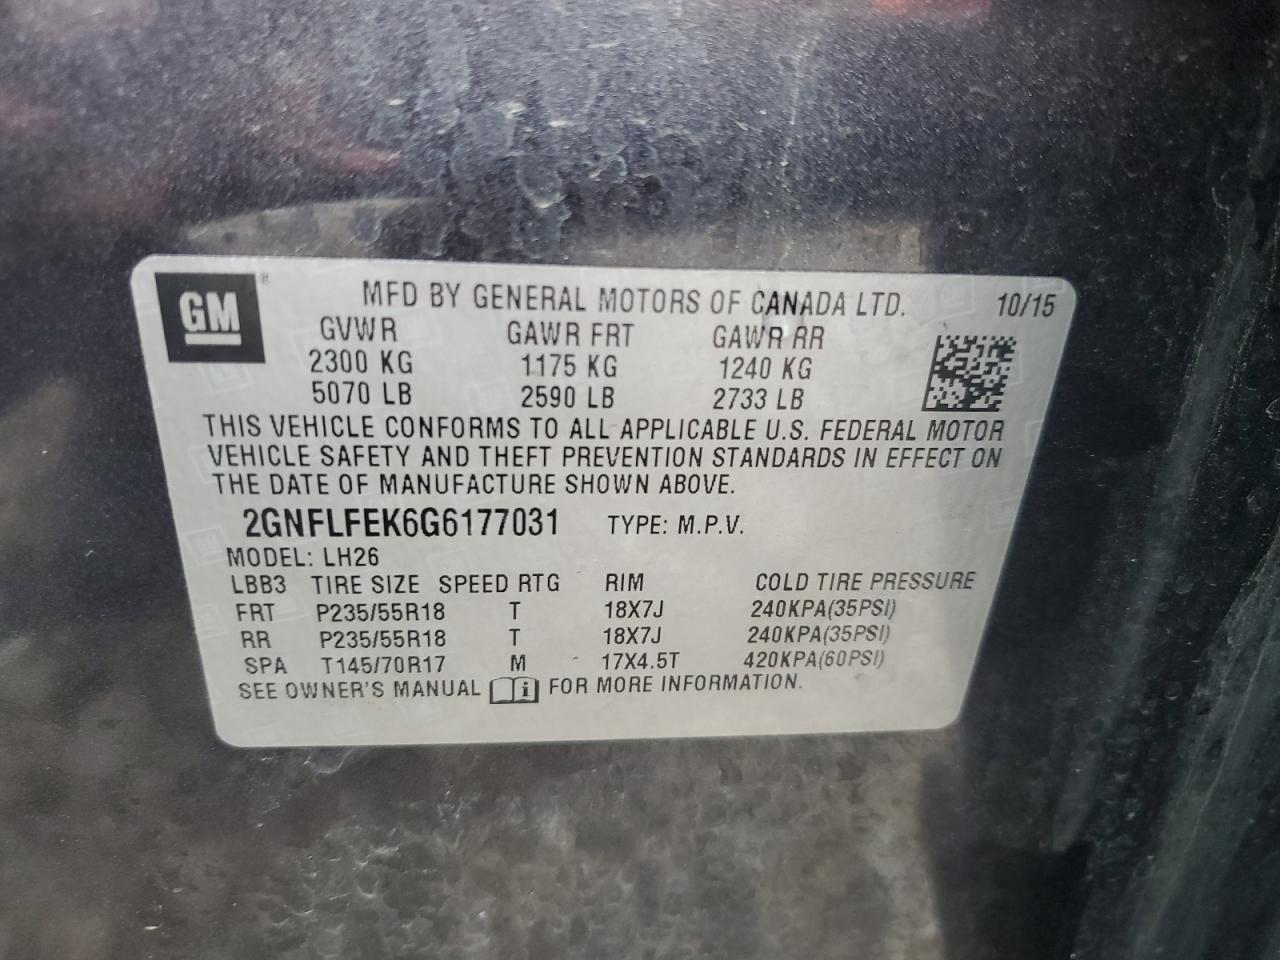 GM ® MFD BY GENERAL MOTORS OF CANADA LTD. 10/15
GVWR GAWR FRT GAWR RR
2300 KG 1175 KG 1240 KG
5070 LB 2590 LB 2733 LB
THIS VEHICLE CONFORMS TO ALL APPLICABLE U.S. FEDERAL MOTOR
VEHICLE SAFETY AND THEFT PREVENTION STANDARDS IN EFFECT ON
THE DATE OF MANUFACTURE SHOWN ABOVE.
2GNFLFEK6G6177031 TYPE: M.P.V.
MODEL: LH26
LBB3 TIRE SIZE SPEED RTG RIM COLD TIRE PRESSURE
FRT P235/55R18 T 18X7J 240KPA(35PSI)
RR P235/55R18 T 18X7J 240KPA(35PSI)
SPA T145/70R17 M 17X4.5T 420KPA(60PSI)
SEE OWNER'S MANUAL i FOR MORE INFORMATION.